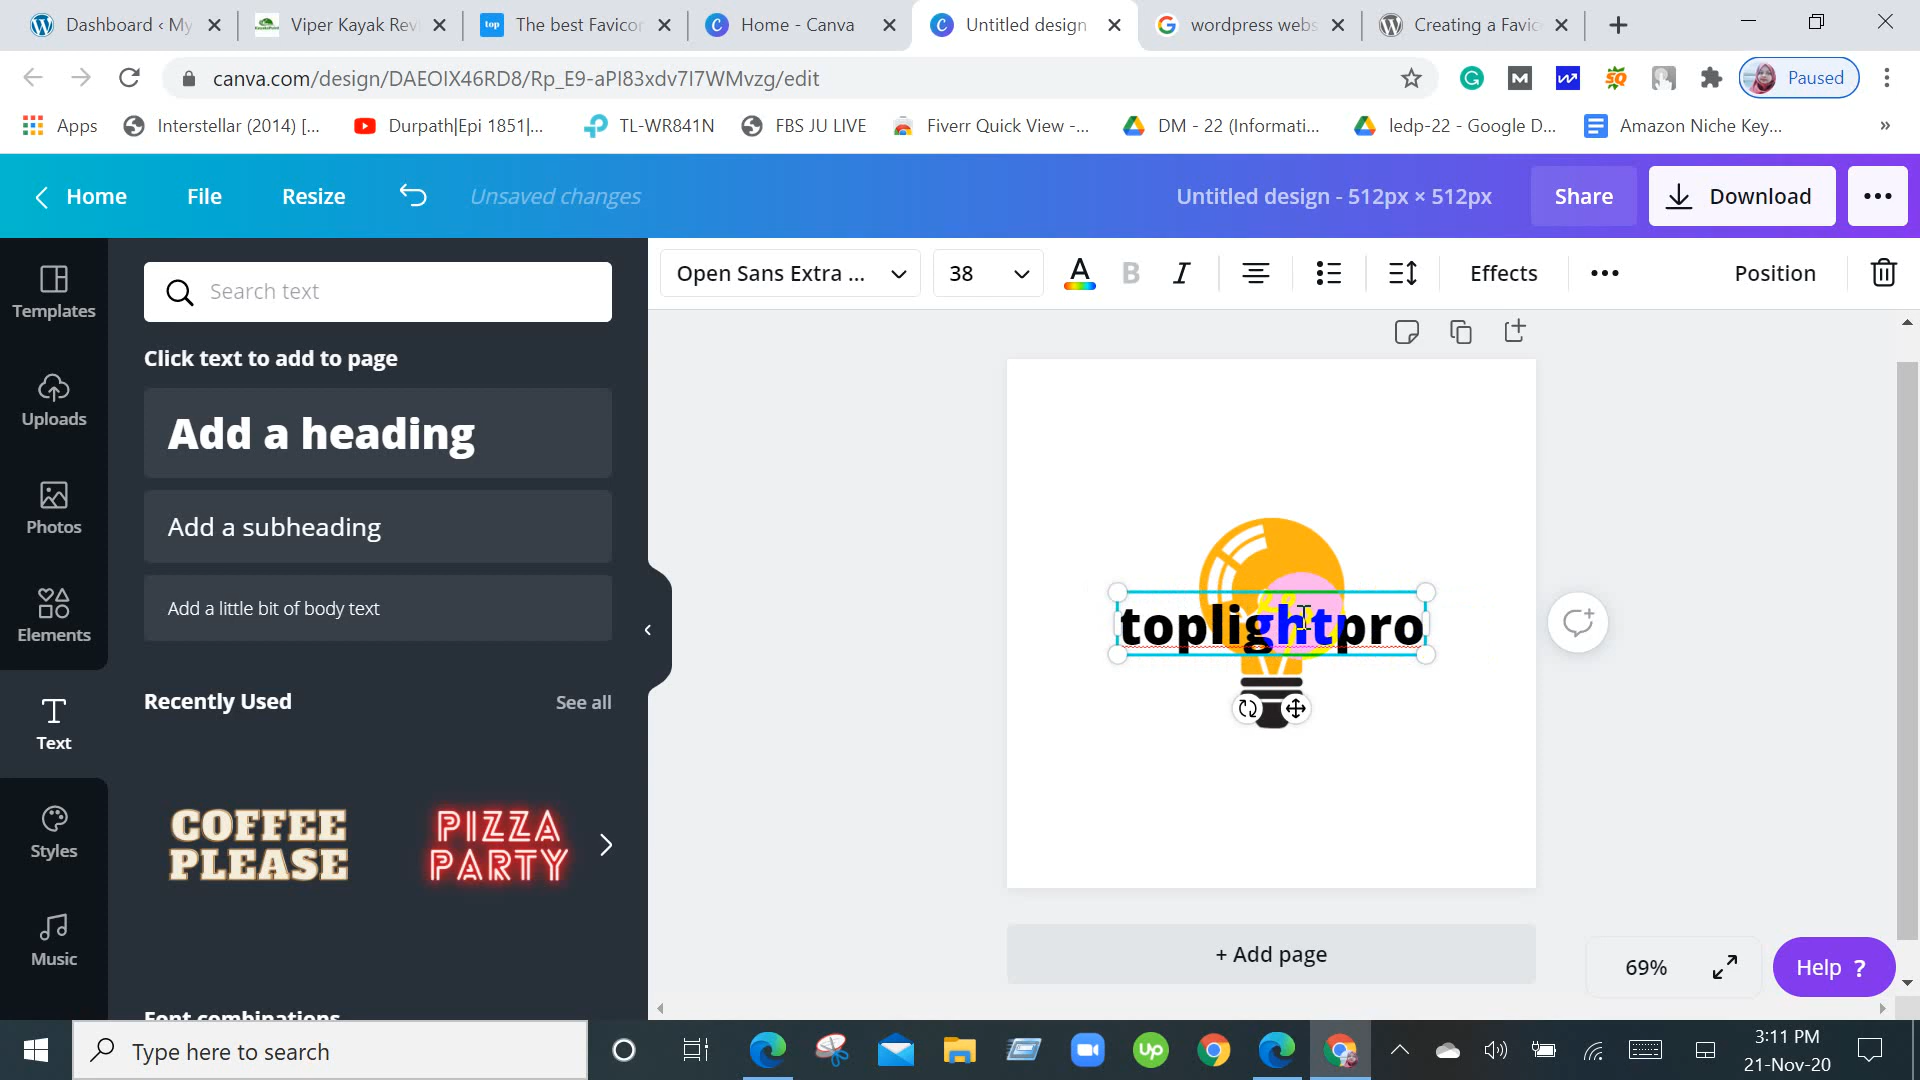 Dashboard ‹ My
Viper Kayak Rev
The best Favicon
Home - Canva
Untitled design
wordpress webs
Creating a Favic
canva.com/design/DAEOIX46RD8/Rp_E9-aPI83xdv7I7WMvzg/edit
Paused
Apps
Interstellar (2014) [...
Durpath|Epi 1851|...
TL-WR841N
FBS JU LIVE
Fiverr Quick View -...
DM - 22 (Informati...
ledp-22 - Google D...
Amazon Niche Key...
Home
File
Resize
Unsaved changes
Untitled design - 512px × 512px
Share
Download
Open Sans Extra ...
38
Effects
Position
Templates
Uploads
Photos
Elements
Text
Styles
Music
Search text
Click text to add to page
Add a heading
Add a subheading
Add a little bit of body text
Recently Used
See all
COFFEE
PLEASE
PIZZA
PARTY
Font combinations
toplightpro
+ Add page
69%
Help ?
Type here to search
3:11 PM
21-Nov-20